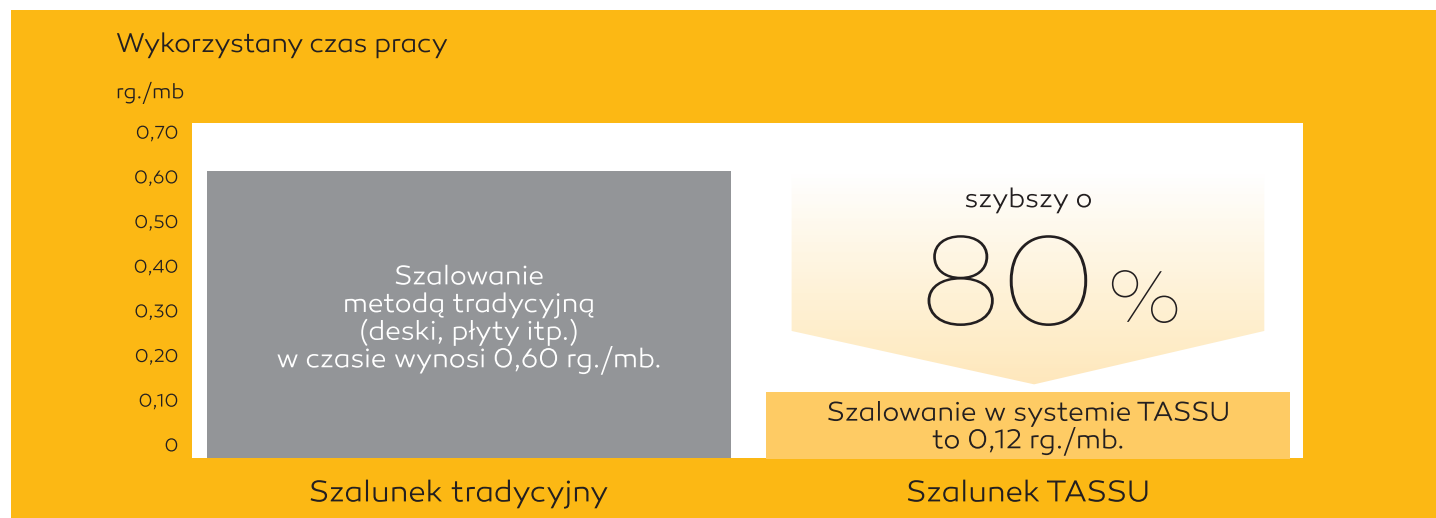 Wykorzystany czas pracy
rg./mb
0,70
0,60
0,50
0,40
0,30
0,20
0,10
0
Szalowanie
metodą tradycyjną
(deski, płyty itp.)
w czasie wynosi 0,60 rg./mb.
szybszy o
80 %
Szalowanie w systemie TASSU
to 0,12 rg./mb.
Szalunek tradycyjny
Szalunek TASSU